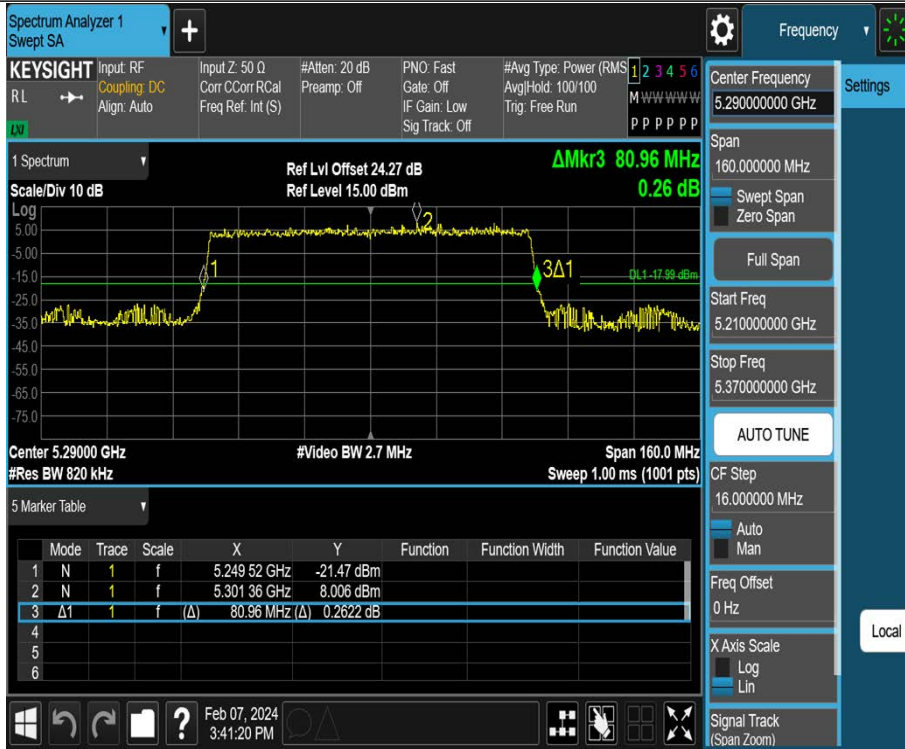 Spectrum Analyzer 1
Swept SA
+
Frequency
KEYSIGHT
RL
LXI
Input: RF
Coupling: DC
Align: Auto
Input Z: 50 Ω
Corr CCorr RCal
Freq Ref: Int (S)
#Atten: 20 dB
Preamp: Off
PNO: Fast
Gate: Off
IF Gain: Low
Sig Track: Off
#Avg Type: Power (RMS
Avg|Hold: 100/100
Trig: Free Run
1 2 3 4 5 6
M W W W W W
P P P P P P
1 Spectrum
Scale/Div 10 dB
Ref Lvl Offset 24.27 dB
Ref Level 15.00 dBm
ΔMkr3 80.96 MHz
0.26 dB
Log
5.00
-5.00
-15.0
-25.0
-35.0
-45.0
-55.0
-65.0
-75.0
1
2
3Δ1
DL1 -17.99 dBm
Center 5.29000 GHz
#Res BW 820 kHz
#Video BW 2.7 MHz
Span 160.0 MHz
Sweep 1.00 ms (1001 pts)
5 Marker Table
Mode Trace Scale X Y Function Function Width Function Value
1 N 1 f 5.249 52 GHz -21.47 dBm
2 N 1 f 5.301 36 GHz 8.006 dBm
3 Δ1 1 f (Δ) 80.96 MHz (Δ) 0.2622 dB
4
5
6
?
Feb 07, 2024
3:41:20 PM
Center Frequency
5.290000000 GHz
Span
160.000000 MHz
Swept Span
Zero Span
Full Span
Start Freq
5.210000000 GHz
Stop Freq
5.370000000 GHz
AUTO TUNE
CF Step
16.000000 MHz
Auto
Man
Freq Offset
0 Hz
X Axis Scale
Log
Lin
Signal Track
(Span Zoom)
Settings
Local